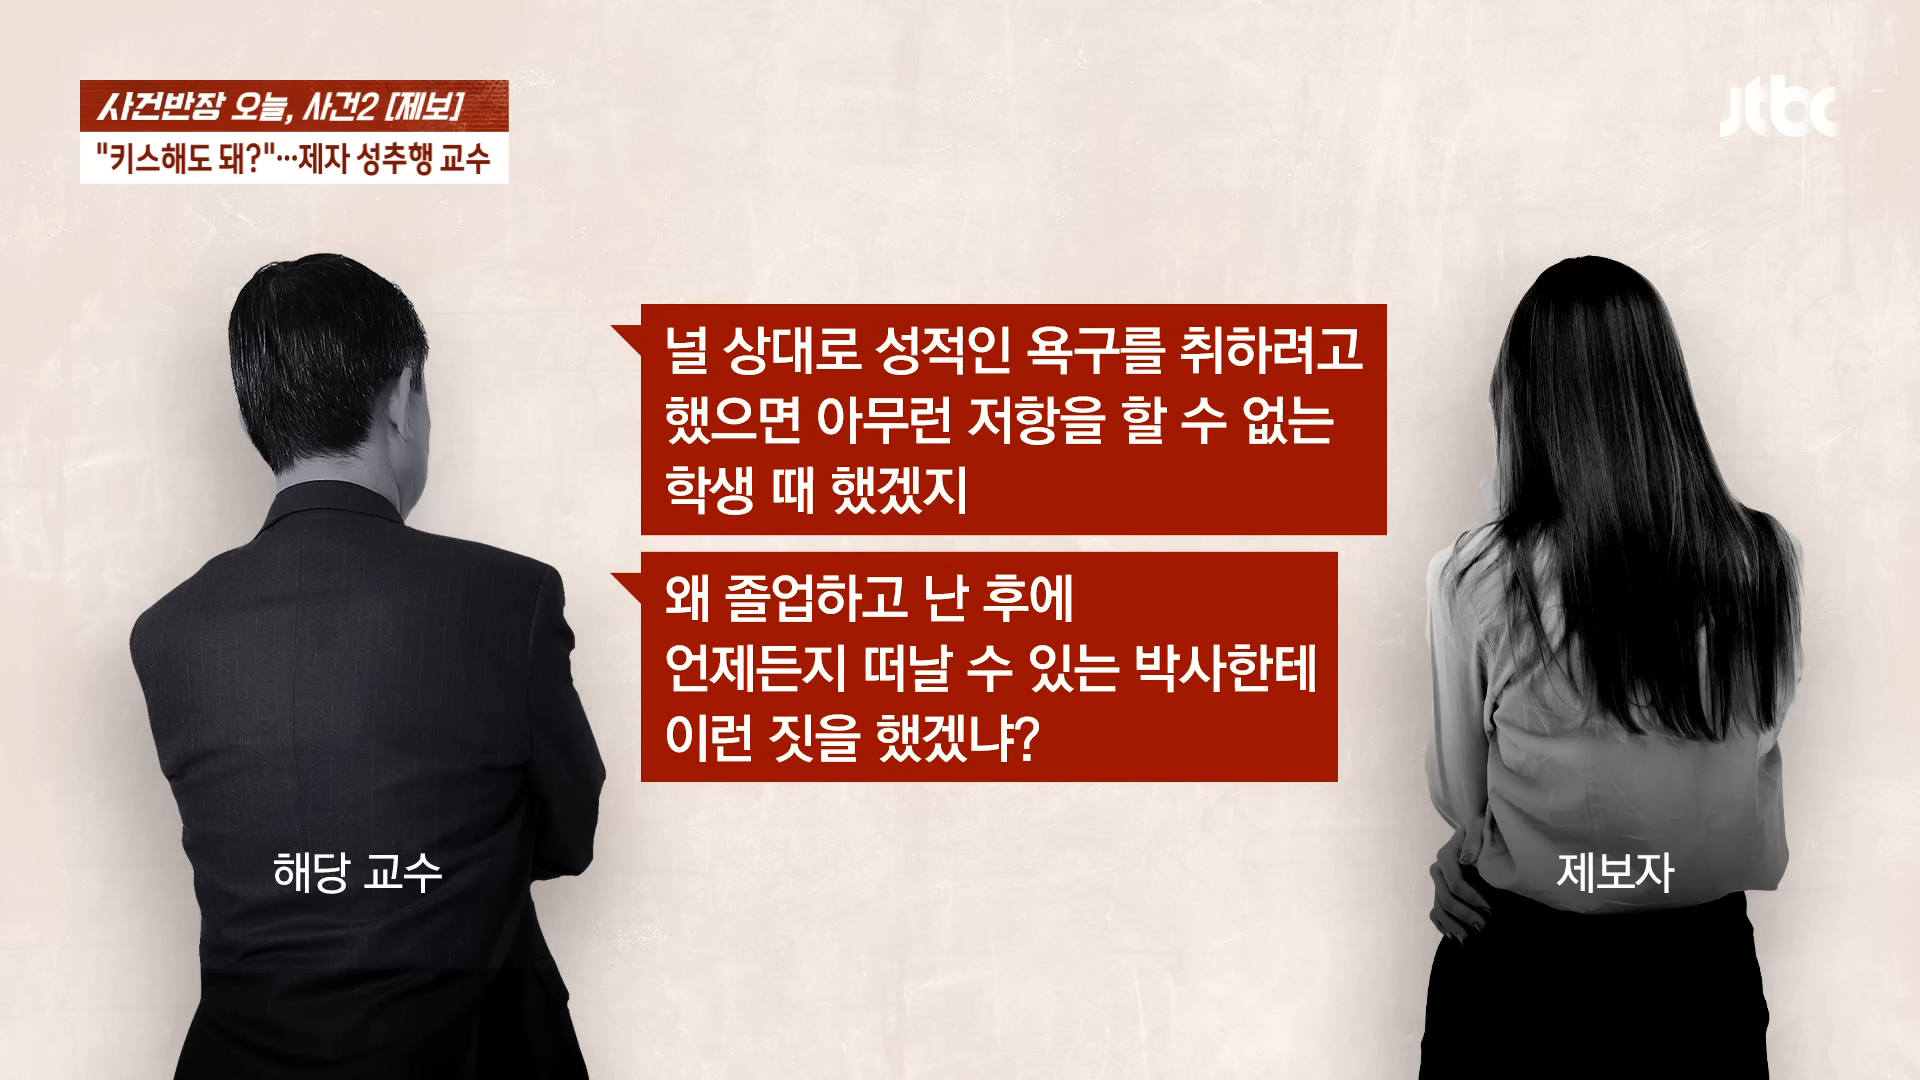 사건반장 오늘, 사건2 [제보]
"키스해도 돼?"…제자 성추행 교수
jtbc
널 상대로 성적인 욕구를 취하려고
했으면 아무런 저항을 할 수 없는
학생 때 했겠지
왜 졸업하고 난 후에
언제든지 떠날 수 있는 박사한테
이런 짓을 했겠냐?
해당 교수
제보자